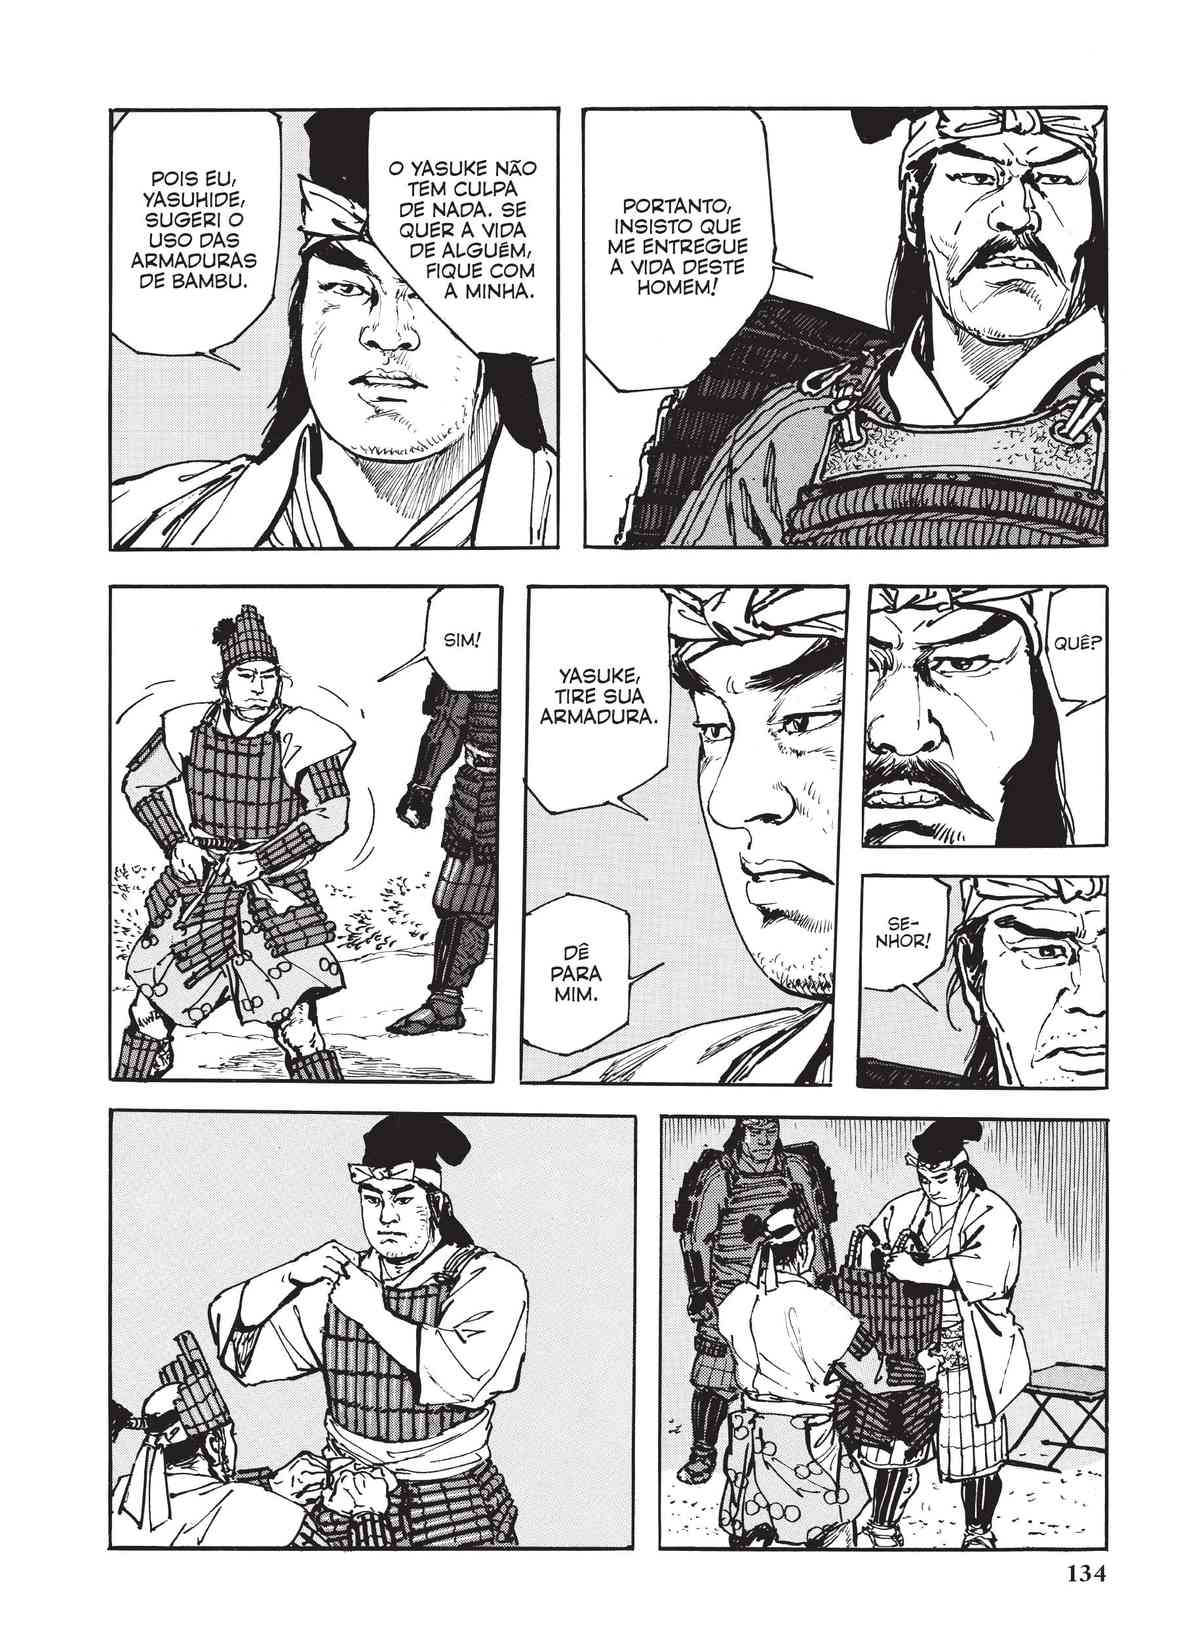 PORTANTO,
INSISTO QUE
ME ENTREGUE
A VIDA DESTE
HOMEM!
O YASUKE NÃO
TEM CULPA
DE NADA. SE
QUER A VIDA
DE ALGUÉM,
FIQUE COM
A MINHA.
POIS EU,
YASUHIDE,
SUGERI O
USO DAS
ARMADURAS
DE BAMBU.
QUÊ?
SE-
NHOR!
YASUKE,
TIRE SUA
ARMADURA.
DÊ
PARA
MIM.
SIM!
134